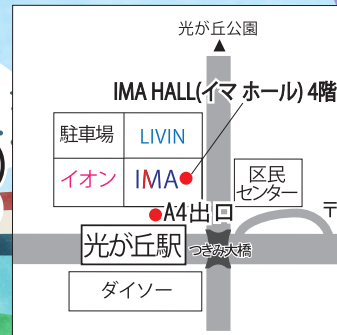 光が丘公園
▲
IMA HALL(イマ ホール) 4階
駐車場
LIVIN
イオン
IMA
区民
センター
A4出口
〒
光が丘駅
つきみ大橋
ダイソー